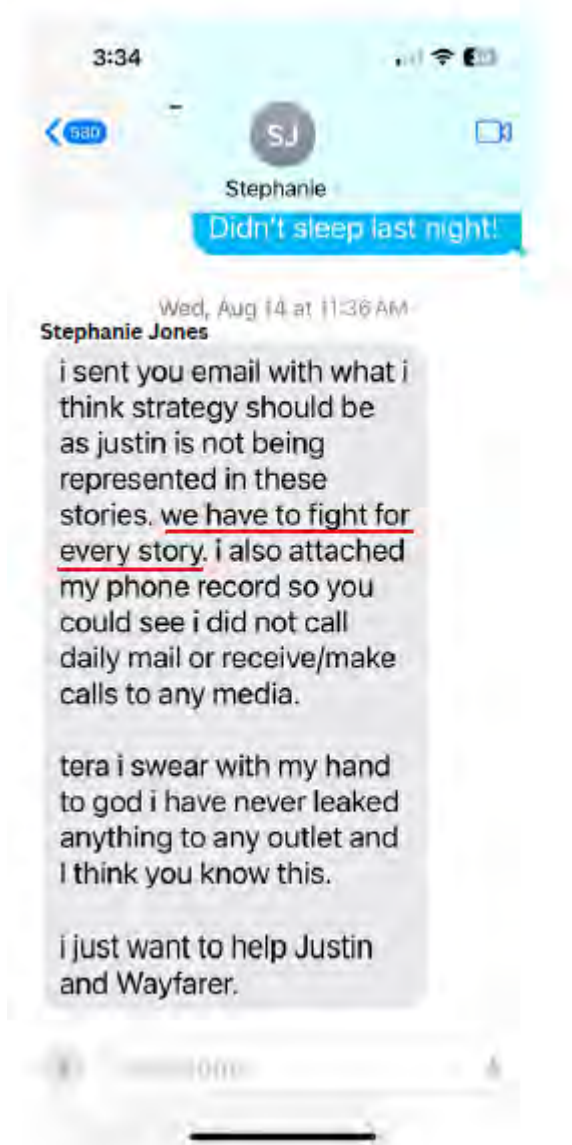 3:34
580
SJ
Stephanie
Didn't sleep last night!
Wed, Aug 14 at 11:36 AM
Stephanie Jones
i sent you email with what i
think strategy should be
as justin is not being
represented in these
stories. we have to fight for
every story. i also attached
my phone record so you
could see i did not call
daily mail or receive/make
calls to any media.
tera i swear with my hand
to god i have never leaked
anything to any outlet and
I think you know this.
i just want to help Justin
and Wayfarer.